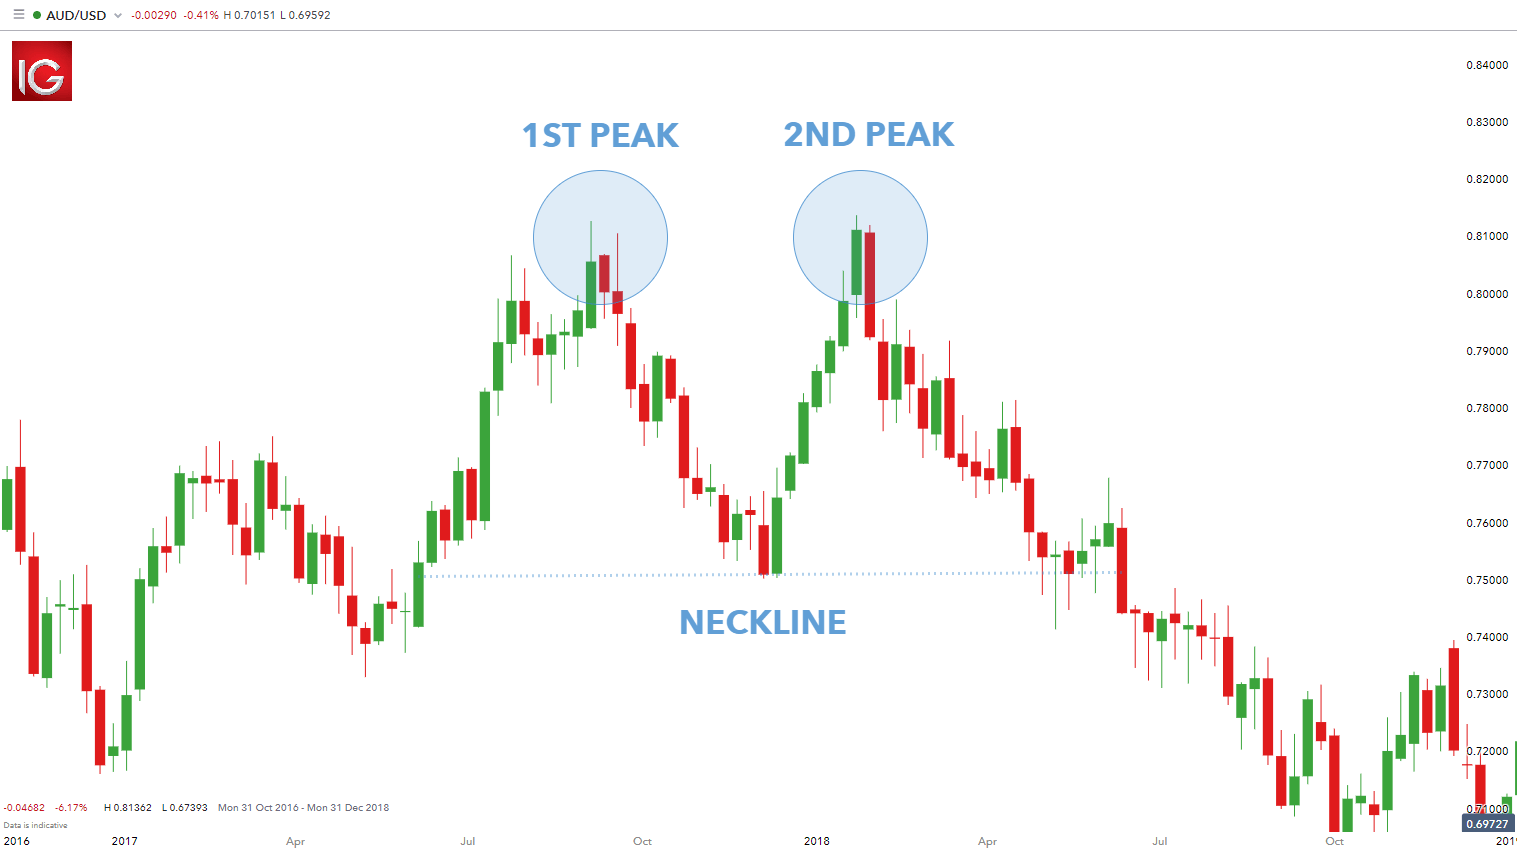 AUD/USD -0.00290 -0.41% H 0.70151 L 0.69592
IG
0.84000
0.83000
1ST PEAK 2ND PEAK
0.82000
0.81000
0.80000
0.79000
0.78000
0.77000
0.76000
0.75000
NECKLINE
0.74000
0.73000
0.72000
-0.04682 -6.17% H 0.81362 L 0.67393 Mon 31 Oct 2016 - Mon 31 Dec 2018
0.71000
Data is indicative
0.69727
2016 2017 Apr Jul Oct 2018 Apr Jul Oct 201